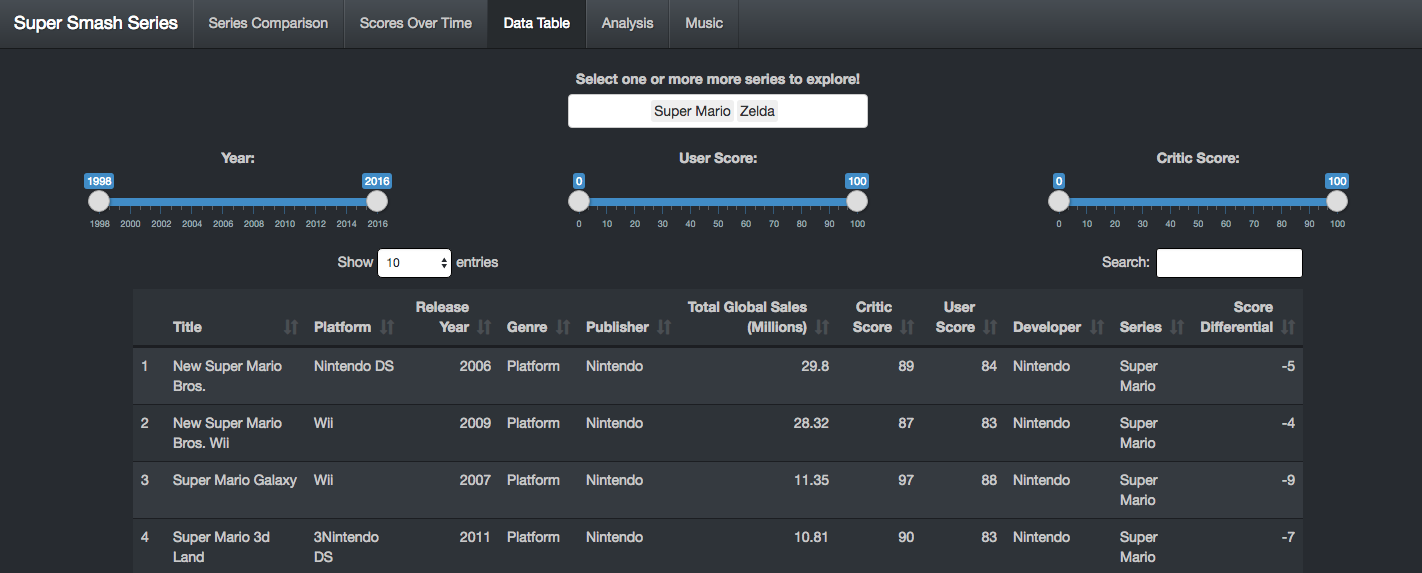 Super Smash Series Series Comparison Scores Over Time Data Table Analysis Music
Select one or more more series to explore!
Super Mario Zelda
Year: User Score: Critic Score:
1998 2016 0 100 0 100
1998 2000 2002 2004 2006 2008 2010 2012 2014 2016 0 10 20 30 40 50 60 70 80 90 100 0 10 20 30 40 50 60 70 80 90 100
Show 10 entries Search:
Release Total Global Sales Critic User Score
Title Platform Year Genre Publisher (Millions) Score Score Developer Series Differential
1 New Super Mario Nintendo DS 2006 Platform Nintendo 29.8 89 84 Nintendo Super -5
Bros. Mario
2 New Super Mario Wii 2009 Platform Nintendo 28.32 87 83 Nintendo Super -4
Bros. Wii Mario
3 Super Mario Galaxy Wii 2007 Platform Nintendo 11.35 97 88 Nintendo Super -9
Mario
4 Super Mario 3d 3Nintendo 2011 Platform Nintendo 10.81 90 83 Nintendo Super -7
Land DS Mario